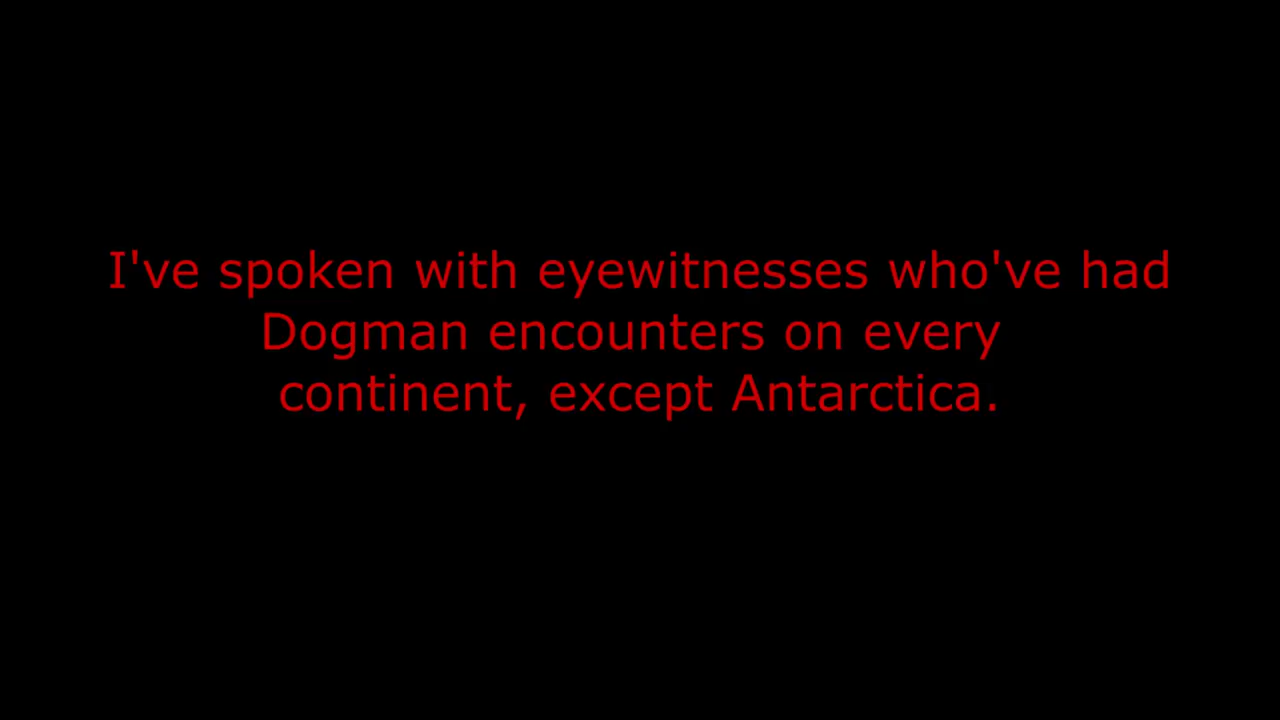 I've spoken with eyewitnesses who've had
Dogman encounters on every
continent, except Antarctica.